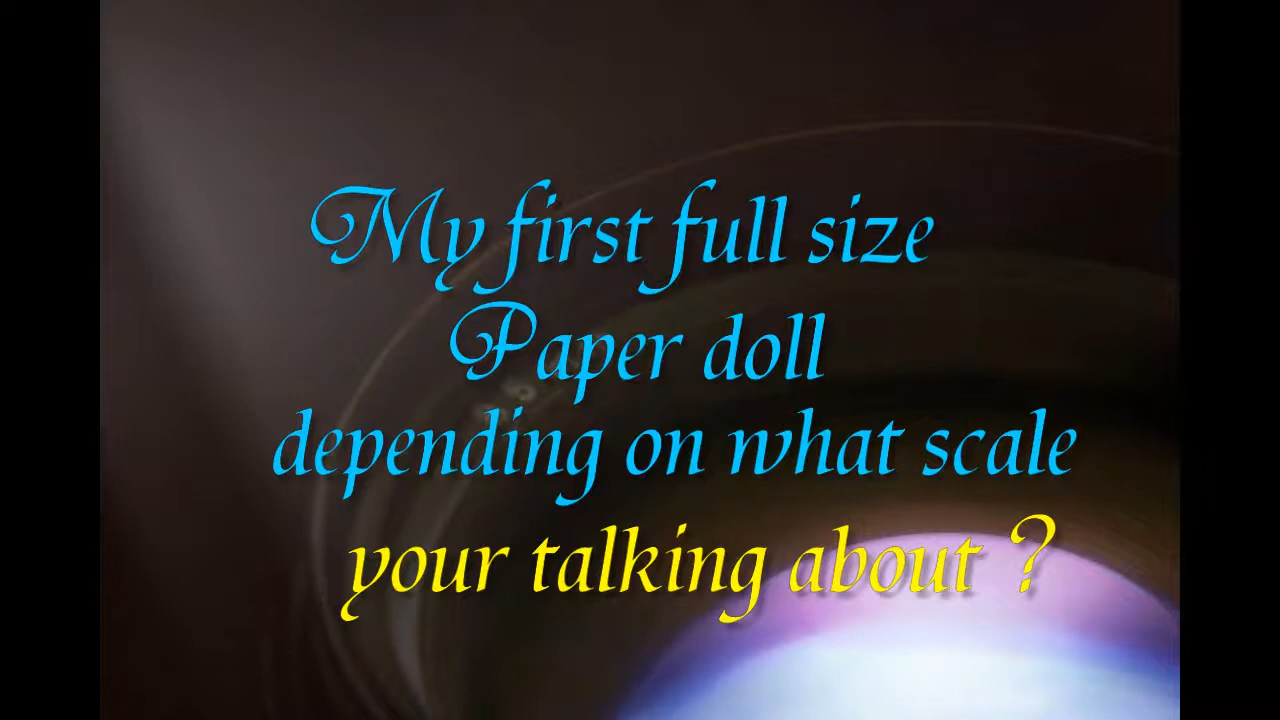 My first full size
Paper doll
depending on what scale
your talking about ?